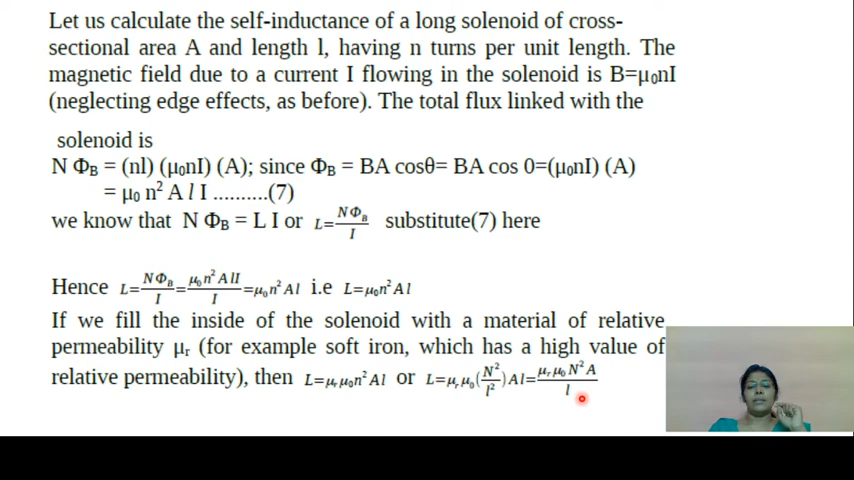 Let us calculate the self-inductance of a long solenoid of cross-
sectional area A and length l, having n turns per unit length. The
magnetic field due to a current I flowing in the solenoid is B=μ₀nI
(neglecting edge effects, as before). The total flux linked with the
solenoid is
N Φ_B = (nl) (μ₀nI) (A); since Φ_B = BA cosθ= BA cos 0=(μ₀nI) (A)
= μ₀ n² A l I ..........(7)
we know that N Φ_B = L I or L=NΦ_B/I substitute(7) here
Hence L=NΦ_B/I=μ₀n²AlI/I=μ₀n²Al i.e L=μ₀n²Al
If we fill the inside of the solenoid with a material of relative
permeability μᵣ (for example soft iron, which has a high value of
relative permeability), then L=μᵣμ₀n²Al or L=μᵣμ₀(N²/l²)Al=μᵣμ₀N²A/l